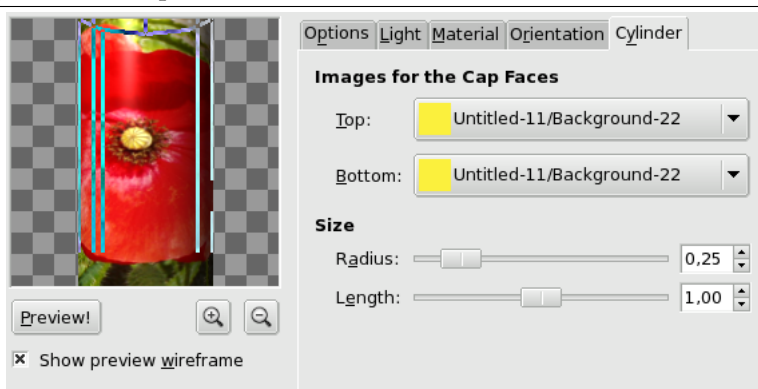 Options Light Material Orientation Cylinder
Images for the Cap Faces
Top: Untitled-11/Background-22
Bottom: Untitled-11/Background-22
Size
Radius: 0,25
Length: 1,00
Preview!
Show preview wireframe